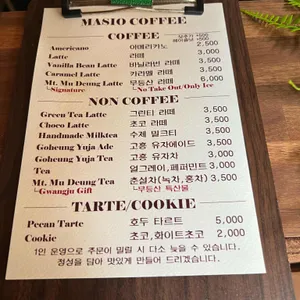 MASIO COFFEE
COFFEE
Americano 아메리카노 2,500
Latte 라떼 3,000
Vanilla Bean Latte 바닐라빈 라떼 3,500
Caramel Latte 카라멜 라떼 3,500
Mt. Mu Deung Latte 무등산 라떼 6,000
Signature No Take Out/Only Ice
NON COFFEE
Green Tea Latte 그린티 라떼 3,500
Choco Latte 초코 라떼 3,500
Handmade Milktea 수제 밀크티 3,500
Goheung Yuja Ade 고흥 유자에이드 3,500
Goheung Yuja Tea 고흥 유자차 3,000
Tea 얼그레이,페퍼민트 3,000
Mt. Mu Deung Tea 춘설차(녹차,홍차) 3,500
Gwangju Gift 무등산 특산물
TARTE/COOKIE
Pecan Tarte 호두 타르트 5,000
Cookie 초코,화이트초코 2,000
1인 운영으로 주문이 밀릴 시 다소 늦을 수 있습니다.
정성을 담아 맛있게 만들어 드리겠습니다.